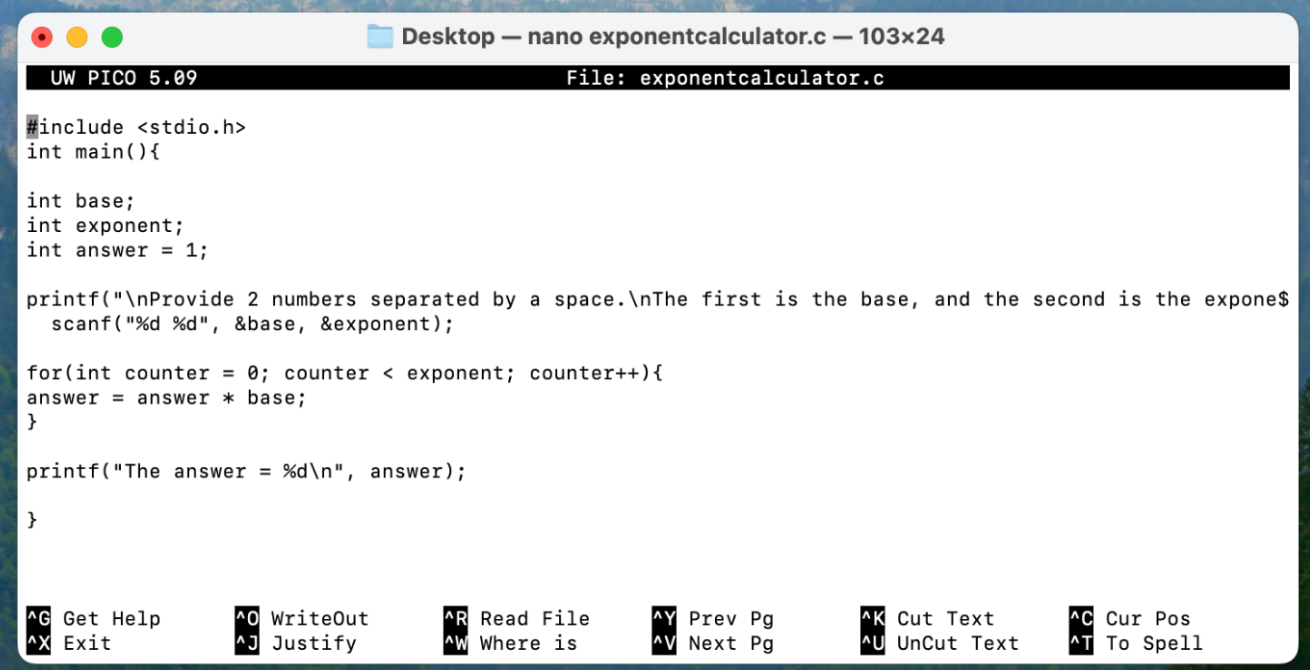 Desktop — nano exponentcalculator.c — 103×24
UW PICO 5.09 File: exponentcalculator.c
#include <stdio.h>
int main(){
int base;
int exponent;
int answer = 1;
printf("\nProvide 2 numbers separated by a space.\nThe first is the base, and the second is the expone$
  scanf("%d %d", &base, &exponent);
for(int counter = 0; counter < exponent; counter++){
answer = answer * base;
}
printf("The answer = %d\n", answer);
}
^G Get Help ^O WriteOut ^R Read File ^Y Prev Pg ^K Cut Text ^C Cur Pos
^X Exit ^J Justify ^W Where is ^V Next Pg ^U UnCut Text ^T To Spell